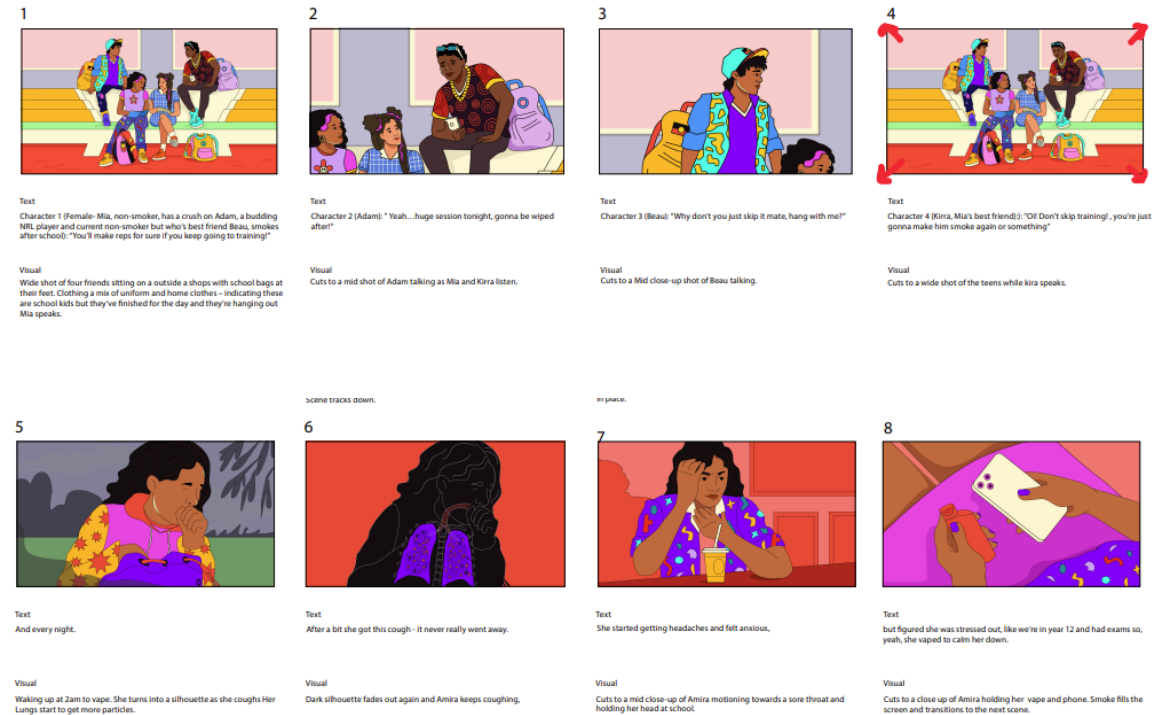 1
2
3
4
Text
Character 1 (Female- Mia, non-smoker, has a crush on Adam, a budding
NRL player and current non-smoker but who's best friend Beau, smokes
after school): "You'll make reps for sure if you keep going to training!"
Visual
Wide shot of four friends sitting on a outside a shops with school bags at
their feet. Clothing a mix of uniform and home clothes – indicating these
are school kids but they've finished for the day and they're hanging out
Mia speaks.
Text
Character 2 (Adam): " Yeah…huge session tonight, gonna be wiped
after!"
Visual
Cuts to a mid shot of Adam talking as Mia and Kirra listen.
Text
Character 3 (Beau): "Why don't you just skip it mate, hang with me?"
Visual
Cuts to a Mid close-up shot of Beau talking.
Text
Character 4 (Kirra, Mia's best friend):): "Oi! Don't skip training! , you're just
gonna make him smoke again or something"
Visual
Cuts to a wide shot of the teens while kira speaks.
Scene tracks down.
in place.
5
6
7
8
Text
And every night.
Visual
Waking up at 2am to vape. She turns into a silhouette as she coughs Her
Lungs start to get more particles.
Text
After a bit she got this cough - it never really went away.
Visual
Dark silhouette fades out again and Amira keeps coughing,
Text
She started getting headaches and felt anxious,
Visual
Cuts to a mid close-up of Amira motioning towards a sore throat and
holding her head at school.
Text
but figured she was stressed out, like we're in year 12 and had exams so,
yeah, she vaped to calm her down.
Visual
Cuts to a close up of Amira holding her vape and phone. Smoke fills the
screen and transitions to the next scene.